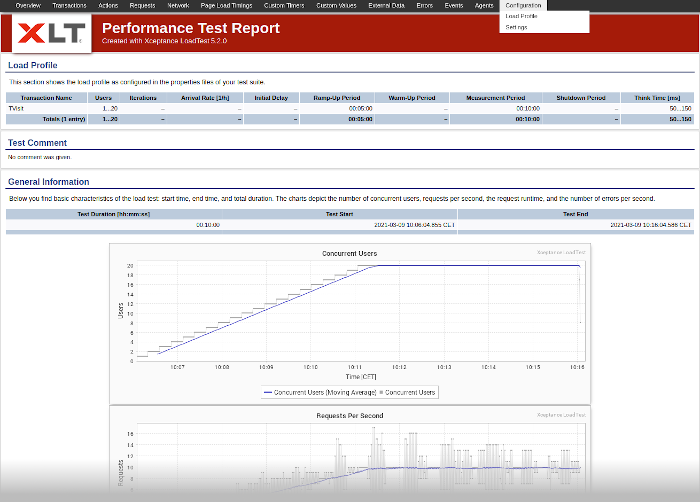 Overview Transactions Actions Requests Network Page Load Timings Custom Timers Custom Values External Data Errors Events Agents Configuration
Load Profile
Settings
XLT
Performance Test Report
Created with Xceptance LoadTest 5.2.0
Load Profile
This section shows the load profile as configured in the properties files of your test suite.
Transaction Name Users Iterations Arrival Rate [1/h] Initial Delay Ramp-Up Period Warm-Up Period Measurement Period Shutdown Period Think Time [ms]
TVisit 1...20 – – – 00:05:00 – 00:10:00 – 50...150
Totals (1 entry) 1...20 – – – 00:05:00 – 00:10:00 – 50...150
Test Comment
No comment was given.
General Information
Below you find basic characteristics of the load test: start time, end time, and total duration. The charts depict the number of concurrent users, requests per second, the request runtime, and the number of errors per second.
Test Duration [hh:mm:ss] Test Start Test End
00:10:00 2021-03-09 10:06:04.855 CET 2021-03-09 10:16:04.586 CET
Concurrent Users
Xceptance LoadTest
Users
20
18
16
14
12
10
8
6
4
2
0
10:07 10:08 10:09 10:10 10:11 10:12 10:13 10:14 10:15 10:16
Time [CET]
Concurrent Users (Moving Average) Concurrent Users
Requests Per Second
Xceptance LoadTest
Requests
16
14
12
10
8
6